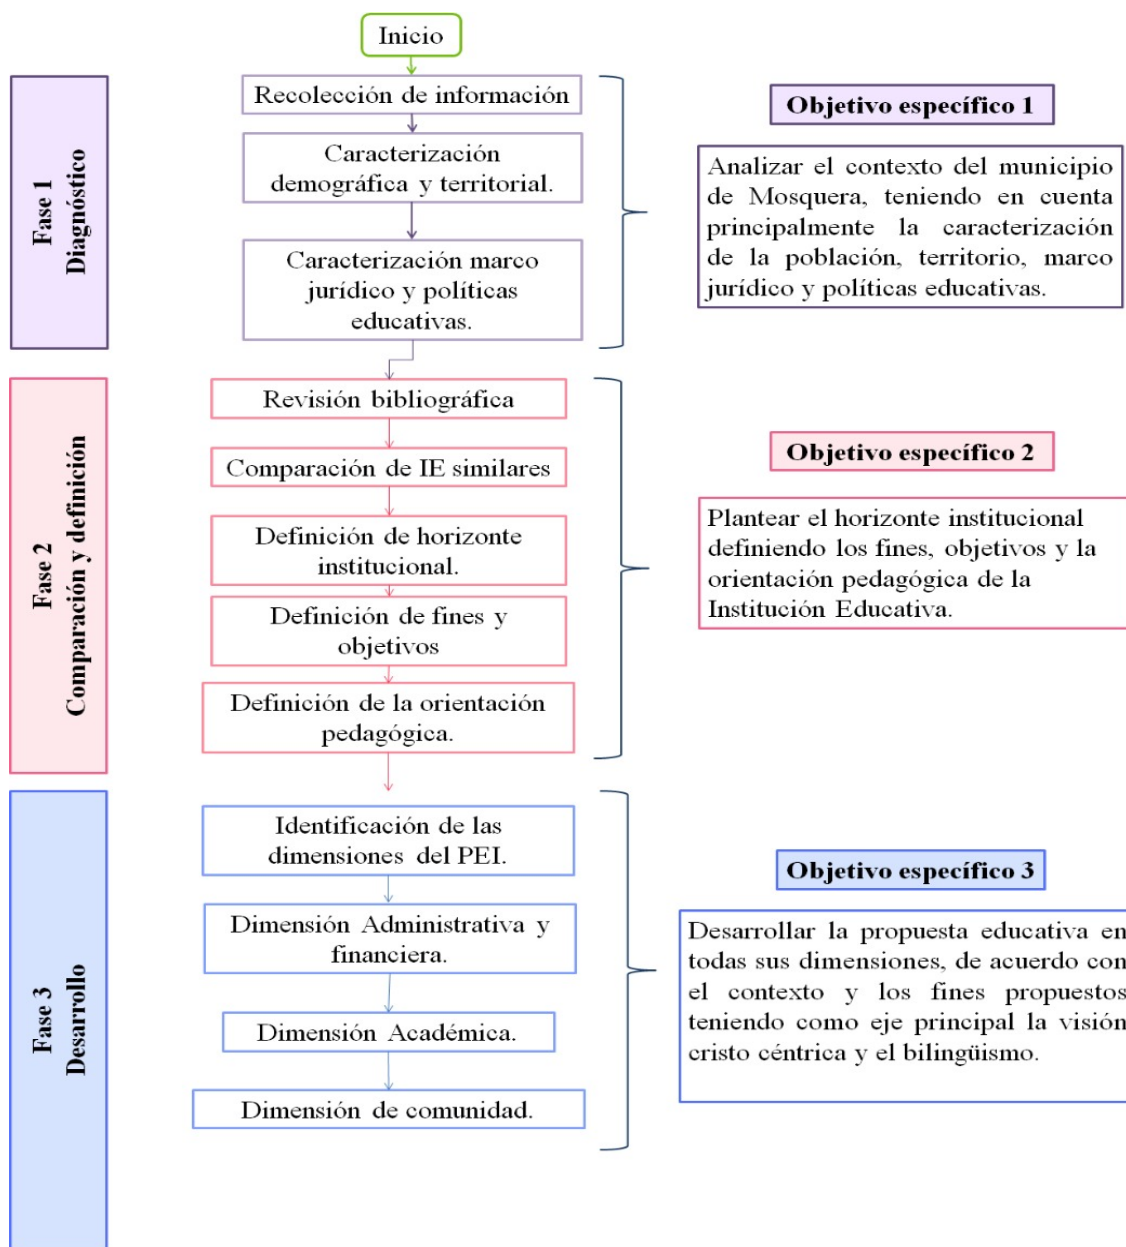 Inicio
Fase 1
Diagnóstico
Recolección de información
Caracterización
demográfica y territorial.
Caracterización marco
jurídico y políticas
educativas.
Objetivo específico 1
Analizar el contexto del municipio
de Mosquera, teniendo en cuenta
principalmente la caracterización
de la población, territorio, marco
jurídico y políticas educativas.
Fase 2
Comparación y definición
Revisión bibliográfica
Comparación de IE similares
Definición de horizonte
institucional.
Definición de fines y
objetivos
Definición de la orientación
pedagógica.
Objetivo específico 2
Plantear el horizonte institucional
definiendo los fines, objetivos y la
orientación pedagógica de la
Institución Educativa.
Fase 3
Desarrollo
Identificación de las
dimensiones del PEI.
Dimensión Administrativa y
financiera.
Dimensión Académica.
Dimensión de comunidad.
Objetivo específico 3
Desarrollar la propuesta educativa en
todas sus dimensiones, de acuerdo con
el contexto y los fines propuestos
teniendo como eje principal la visión
cristo céntrica y el bilingüismo.